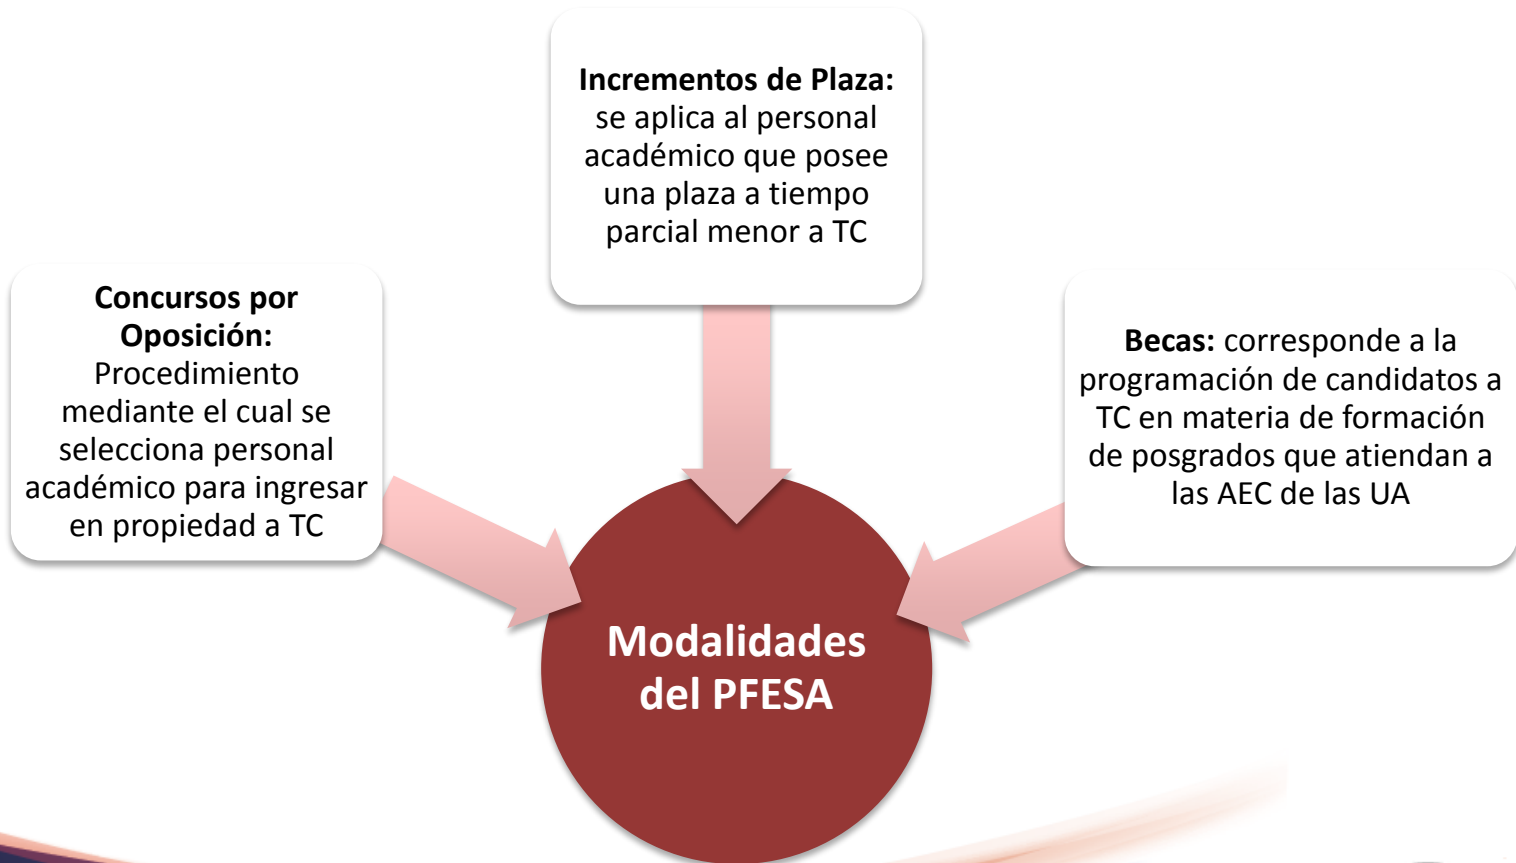 Incrementos de Plaza:
se aplica al personal
académico que posee
una plaza a tiempo
parcial menor a TC
Concursos por
Oposición:
Procedimiento
mediante el cual se
selecciona personal
académico para ingresar
en propiedad a TC
Becas: corresponde a la
programación de candidatos a
TC en materia de formación
de posgrados que atiendan a
las AEC de las UA
Modalidades
del PFESA